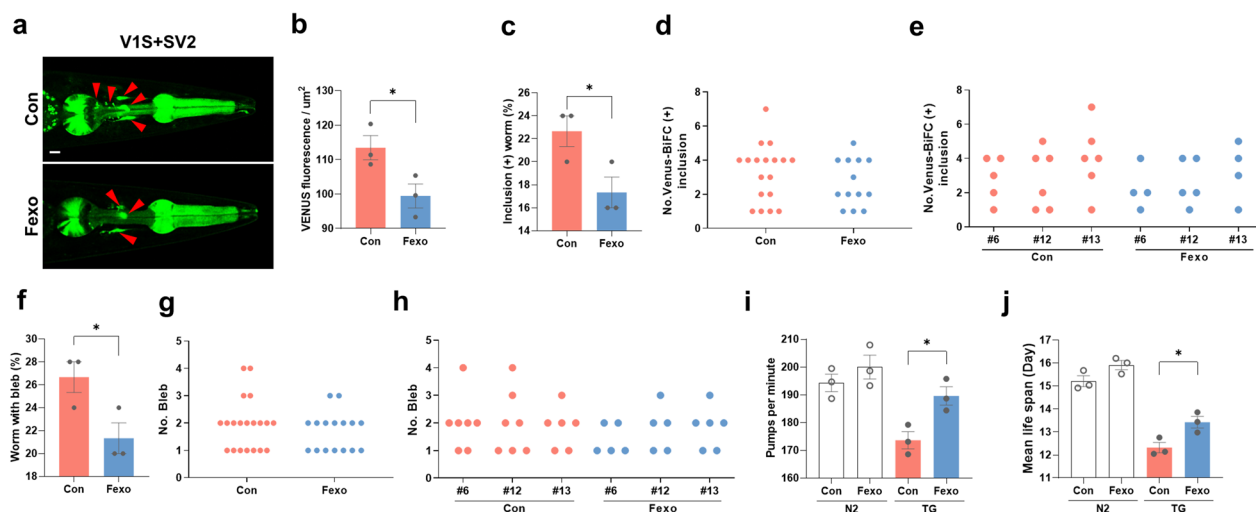 a
V1S+SV2
Con
Fexo
b
VENUS fluorescence / um²
130
120
110
100
90
*
Con Fexo
c
Inclusion (+) worm (%)
26
24
22
20
18
16
14
*
Con Fexo
d
No.Venus-BiFC (+)
inclusion
8
6
4
2
0
Con Fexo
e
No.Venus-BiFC (+)
inclusion
8
6
4
2
0
#6 #12 #13 #6 #12 #13
Con Fexo
f
Worm with bleb (%)
30
28
26
24
22
20
18
*
Con Fexo
g
No. Bleb
5
4
3
2
1
0
Con Fexo
h
No. Bleb
5
4
3
2
1
0
#6 #12 #13 #6 #12 #13
Con Fexo
i
Pumps per minute
210
200
190
180
170
160
*
Con Fexo Con Fexo
N2 TG
j
Mean life span (Day)
17
16
15
14
13
12
11
*
Con Fexo Con Fexo
N2 TG